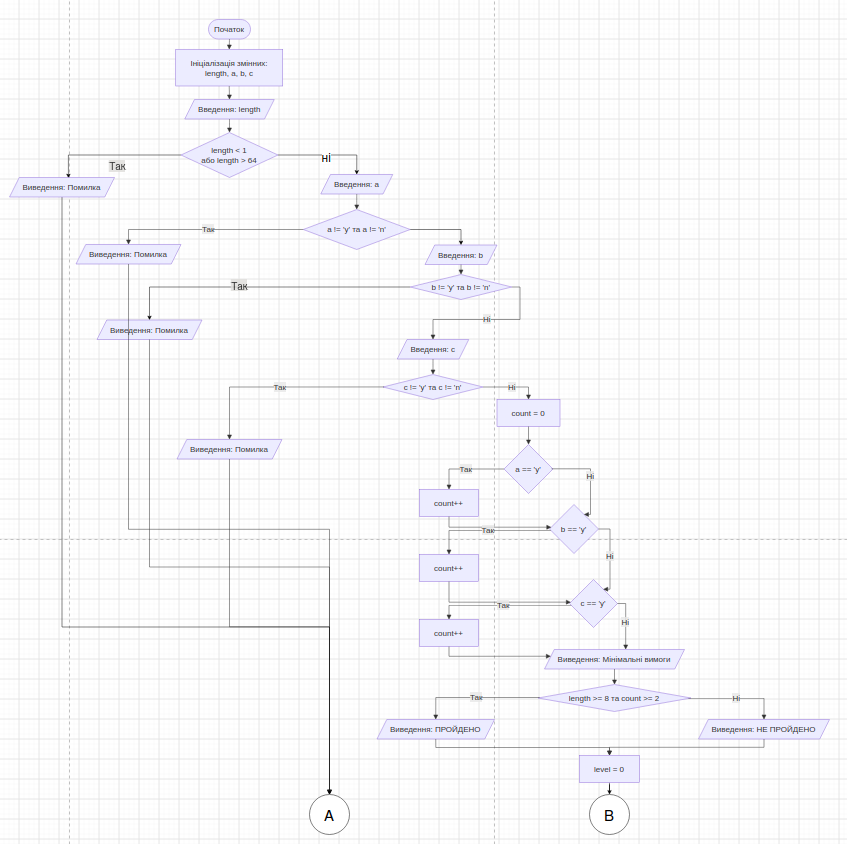 Початок
Ініціалізація змінних:
length, a, b, c
Введення: length
length < 1
або length > 64
Так
ні
Виведення: Помилка
Введення: a
a != 'y' та a != 'n'
Так
Виведення: Помилка
Введення: b
b != 'y' та b != 'n'
Так
Ні
Виведення: Помилка
Введення: c
c != 'y' та c != 'n'
Так
Ні
count = 0
Виведення: Помилка
a == 'y'
Так
Ні
count++
b == 'y'
Так
Ні
count++
c == 'y'
Так
Ні
count++
Виведення: Мінімальні вимоги
length >= 8 та count >= 2
Так
Ні
Виведення: ПРОЙДЕНО
Виведення: НЕ ПРОЙДЕНО
level = 0
A
B